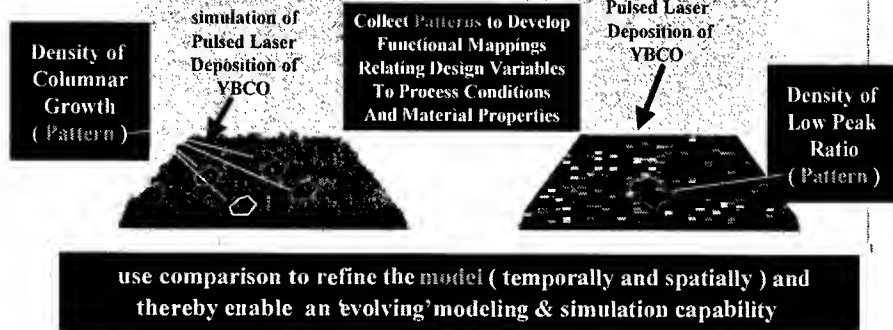 simulation of
Pulsed Laser
Deposition of
YBCO
Density of
Columnar
Growth
( Pattern )
Collect Patterns to Develop
Functional Mappings
Relating Design Variables
To Process Conditions
And Material Properties
Pulsed Laser
Deposition of
YBCO
Density of
Low Peak
Ratio
( Pattern )
use comparison to refine the model ( temporally and spatially ) and
thereby enable an 'evolving' modeling & simulation capability